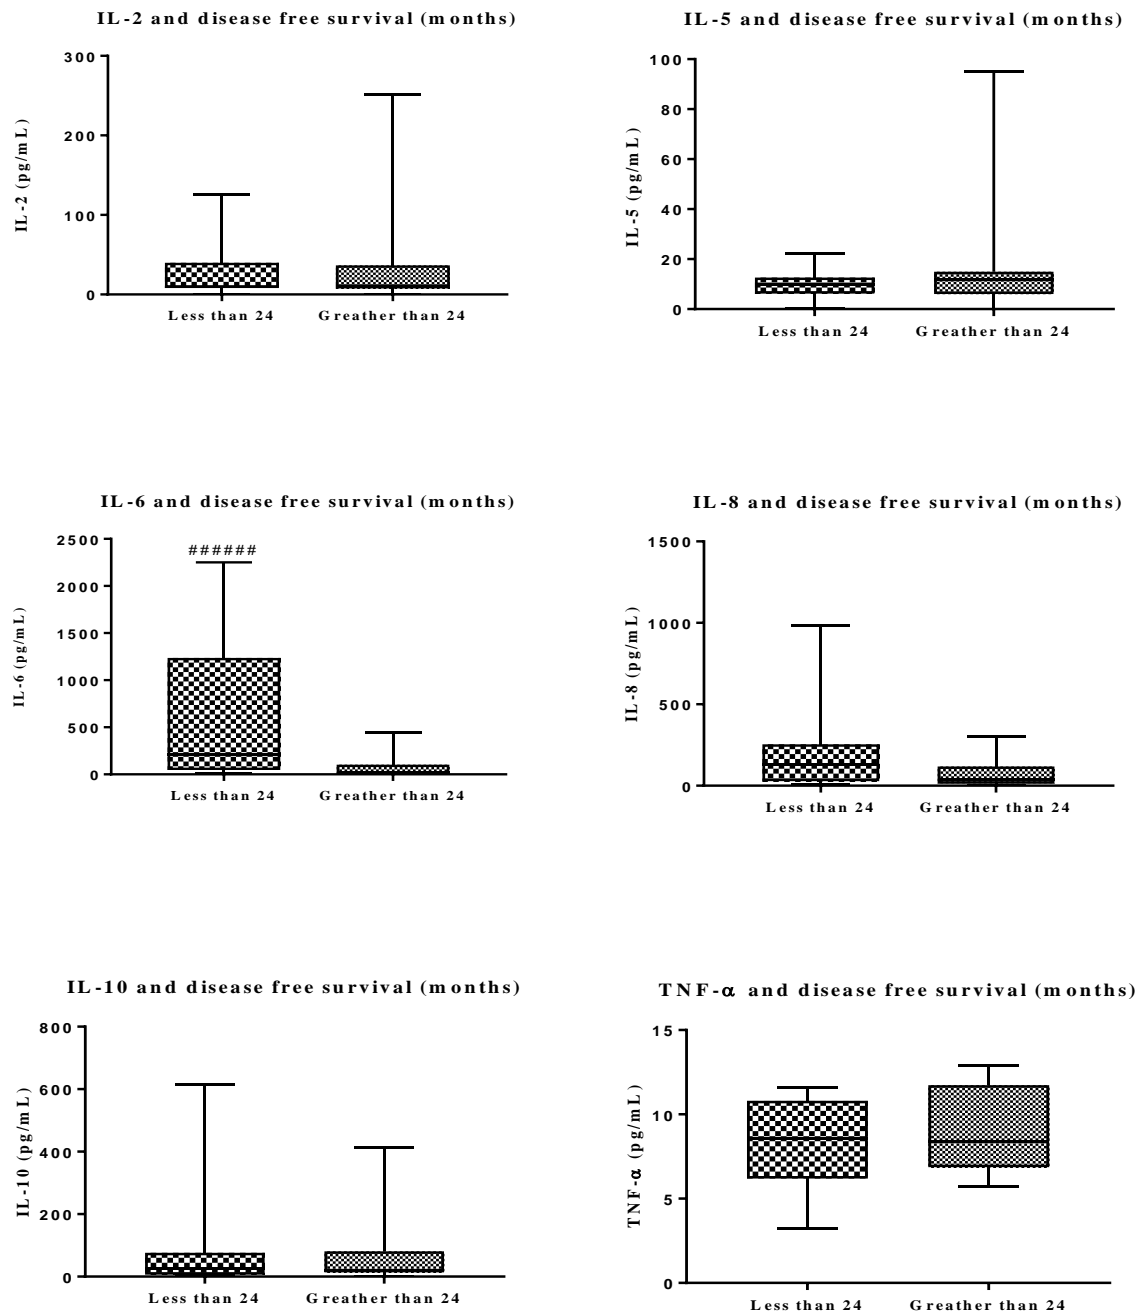 IL-2 and disease free survival (months)
300
200
100
0
IL-2 (pg/mL)
Less than 24
Greather than 24
IL-5 and disease free survival (months)
100
80
60
40
20
0
IL-5 (pg/mL)
Less than 24
Greather than 24
IL-6 and disease free survival (months)
######
2500
2000
1500
1000
500
0
IL-6 (pg/mL)
Less than 24
Greather than 24
IL-8 and disease free survival (months)
1500
1000
500
0
IL-8 (pg/mL)
Less than 24
Greather than 24
IL-10 and disease free survival (months)
800
600
400
200
0
IL-10 (pg/mL)
Less than 24
Greather than 24
TNF-α and disease free survival (months)
15
10
5
0
TNF-α (pg/mL)
Less than 24
Greather than 24